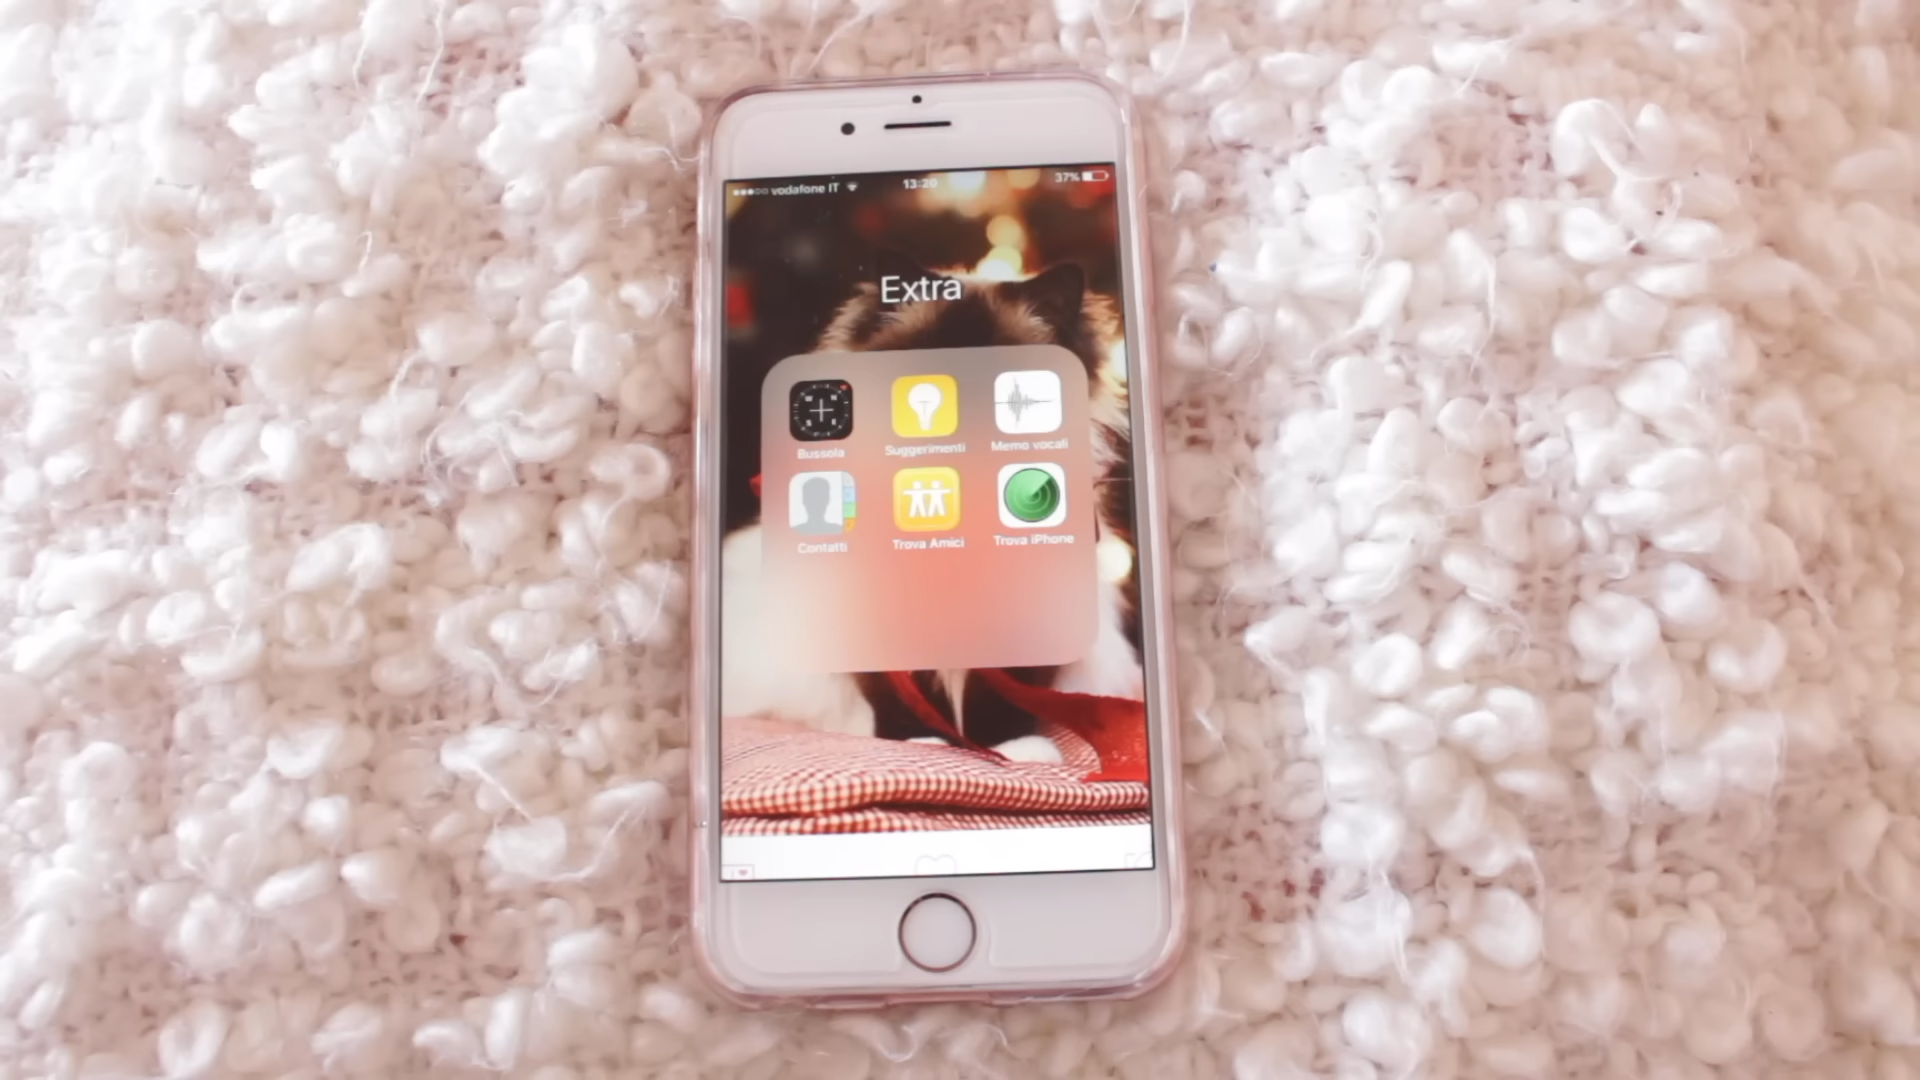 vodafone IT 13:20 37%
Extra
Bussola Suggerimenti Memo vocali
Contatti Trova Amici Trova iPhone